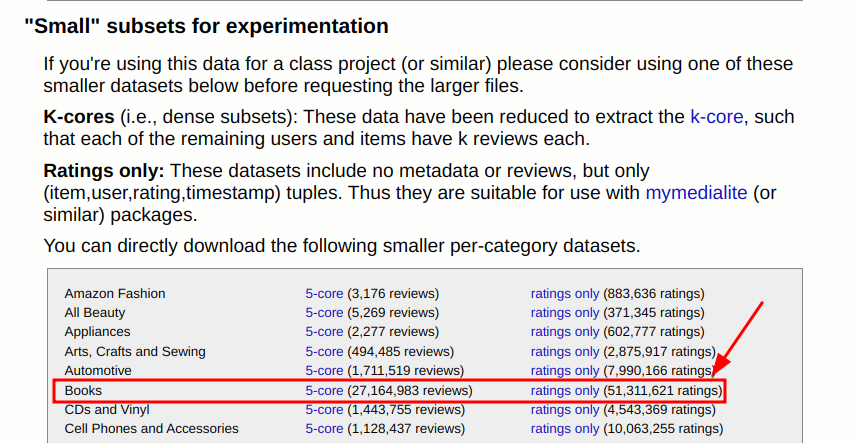 "Small" subsets for experimentation
If you're using this data for a class project (or similar) please consider using one of these
smaller datasets below before requesting the larger files.
K-cores (i.e., dense subsets): These data have been reduced to extract the k-core, such
that each of the remaining users and items have k reviews each.
Ratings only: These datasets include no metadata or reviews, but only
(item,user,rating,timestamp) tuples. Thus they are suitable for use with mymedialite (or
similar) packages.
You can directly download the following smaller per-category datasets.
Amazon Fashion 5-core (3,176 reviews) ratings only (883,636 ratings)
All Beauty 5-core (5,269 reviews) ratings only (371,345 ratings)
Appliances 5-core (2,277 reviews) ratings only (602,777 ratings)
Arts, Crafts and Sewing 5-core (494,485 reviews) ratings only (2,875,917 ratings)
Automotive 5-core (1,711,519 reviews) ratings only (7,990,166 ratings)
Books 5-core (27,164,983 reviews) ratings only (51,311,621 ratings)
CDs and Vinyl 5-core (1,443,755 reviews) ratings only (4,543,369 ratings)
Cell Phones and Accessories 5-core (1,128,437 reviews) ratings only (10,063,255 ratings)